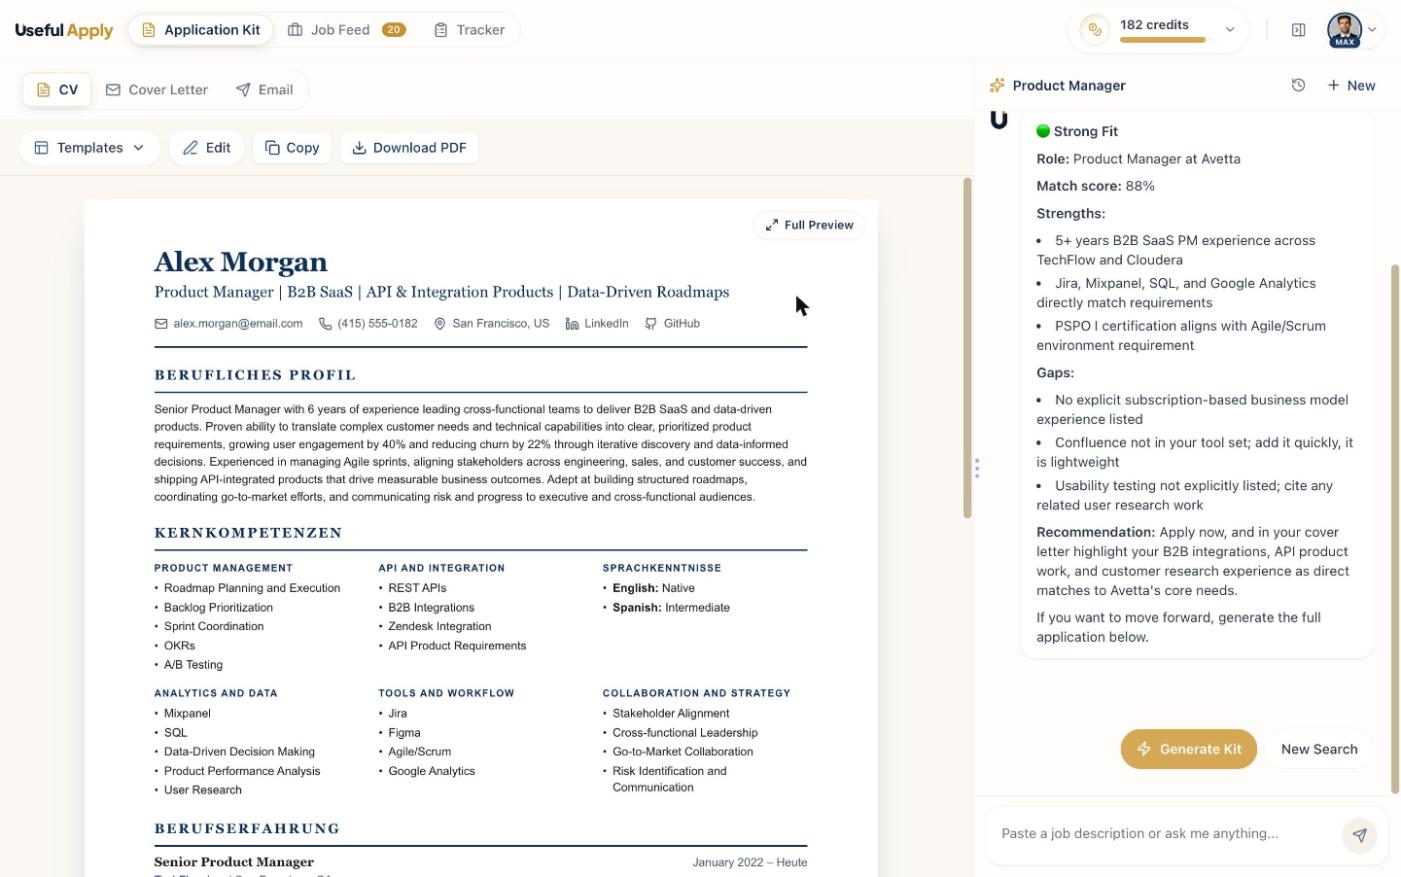 Useful Apply
Application Kit
Job Feed 20
Tracker
182 credits
MAX
CV
Cover Letter
Email
Templates
Edit
Copy
Download PDF
Full Preview
Alex Morgan
Product Manager | B2B SaaS | API & Integration Products | Data-Driven Roadmaps
alex.morgan@email.com (415) 555-0182 San Francisco, US LinkedIn GitHub
BERUFLICHES PROFIL
Senior Product Manager with 6 years of experience leading cross-functional teams to deliver B2B SaaS and data-driven
products. Proven ability to translate complex customer needs and technical capabilities into clear, prioritized product
requirements, growing user engagement by 40% and reducing churn by 22% through iterative discovery and data-informed
decisions. Experienced in managing Agile sprints, aligning stakeholders across engineering, sales, and customer success, and
shipping API-integrated products that drive measurable business outcomes. Adept at building structured roadmaps,
coordinating go-to-market efforts, and communicating risk and progress to executive and cross-functional audiences.
KERNKOMPETENZEN
PRODUCT MANAGEMENT
• Roadmap Planning and Execution
• Backlog Prioritization
• Sprint Coordination
• OKRs
• A/B Testing
API AND INTEGRATION
• REST APIs
• B2B Integrations
• Zendesk Integration
• API Product Requirements
SPRACHKENNTNISSE
• English: Native
• Spanish: Intermediate
ANALYTICS AND DATA
• Mixpanel
• SQL
• Data-Driven Decision Making
• Product Performance Analysis
• User Research
TOOLS AND WORKFLOW
• Jira
• Figma
• Agile/Scrum
• Google Analytics
COLLABORATION AND STRATEGY
• Stakeholder Alignment
• Cross-functional Leadership
• Go-to-Market Collaboration
• Risk Identification and
Communication
BERUFSERFAHRUNG
Senior Product Manager January 2022 – Heute
Product Manager
New
U
Strong Fit
Role: Product Manager at Avetta
Match score: 88%
Strengths:
• 5+ years B2B SaaS PM experience across
TechFlow and Cloudera
• Jira, Mixpanel, SQL, and Google Analytics
directly match requirements
• PSPO I certification aligns with Agile/Scrum
environment requirement
Gaps:
• No explicit subscription-based business model
experience listed
• Confluence not in your tool set; add it quickly, it
is lightweight
• Usability testing not explicitly listed; cite any
related user research work
Recommendation: Apply now, and in your cover
letter highlight your B2B integrations, API product
work, and customer research experience as direct
matches to Avetta's core needs.
If you want to move forward, generate the full
application below.
Generate Kit
New Search
Paste a job description or ask me anything...